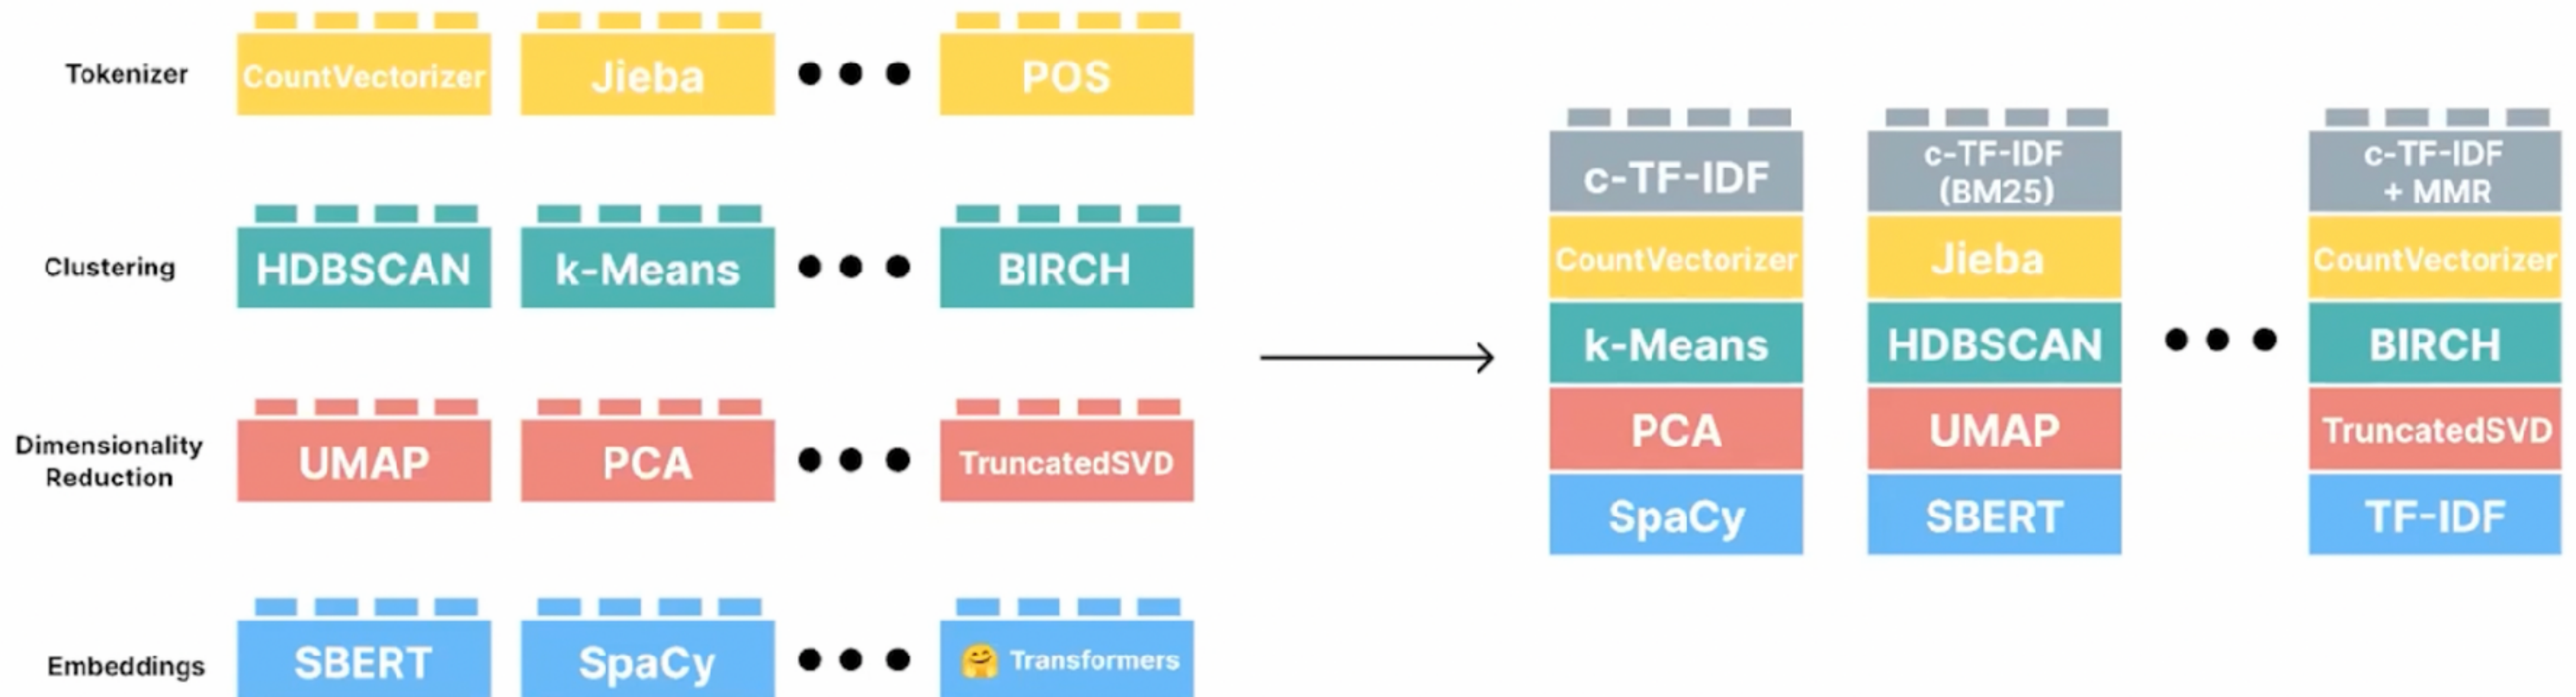 Tokenizer
CountVectorizer
Jieba
POS
Clustering
HDBSCAN
k-Means
BIRCH
Dimensionality
Reduction
UMAP
PCA
TruncatedSVD
Embeddings
SBERT
SpaCy
🤗 Transformers
c-TF-IDF
CountVectorizer
k-Means
PCA
SpaCy
c-TF-IDF
(BM25)
Jieba
HDBSCAN
UMAP
SBERT
c-TF-IDF
+ MMR
CountVectorizer
BIRCH
TruncatedSVD
TF-IDF